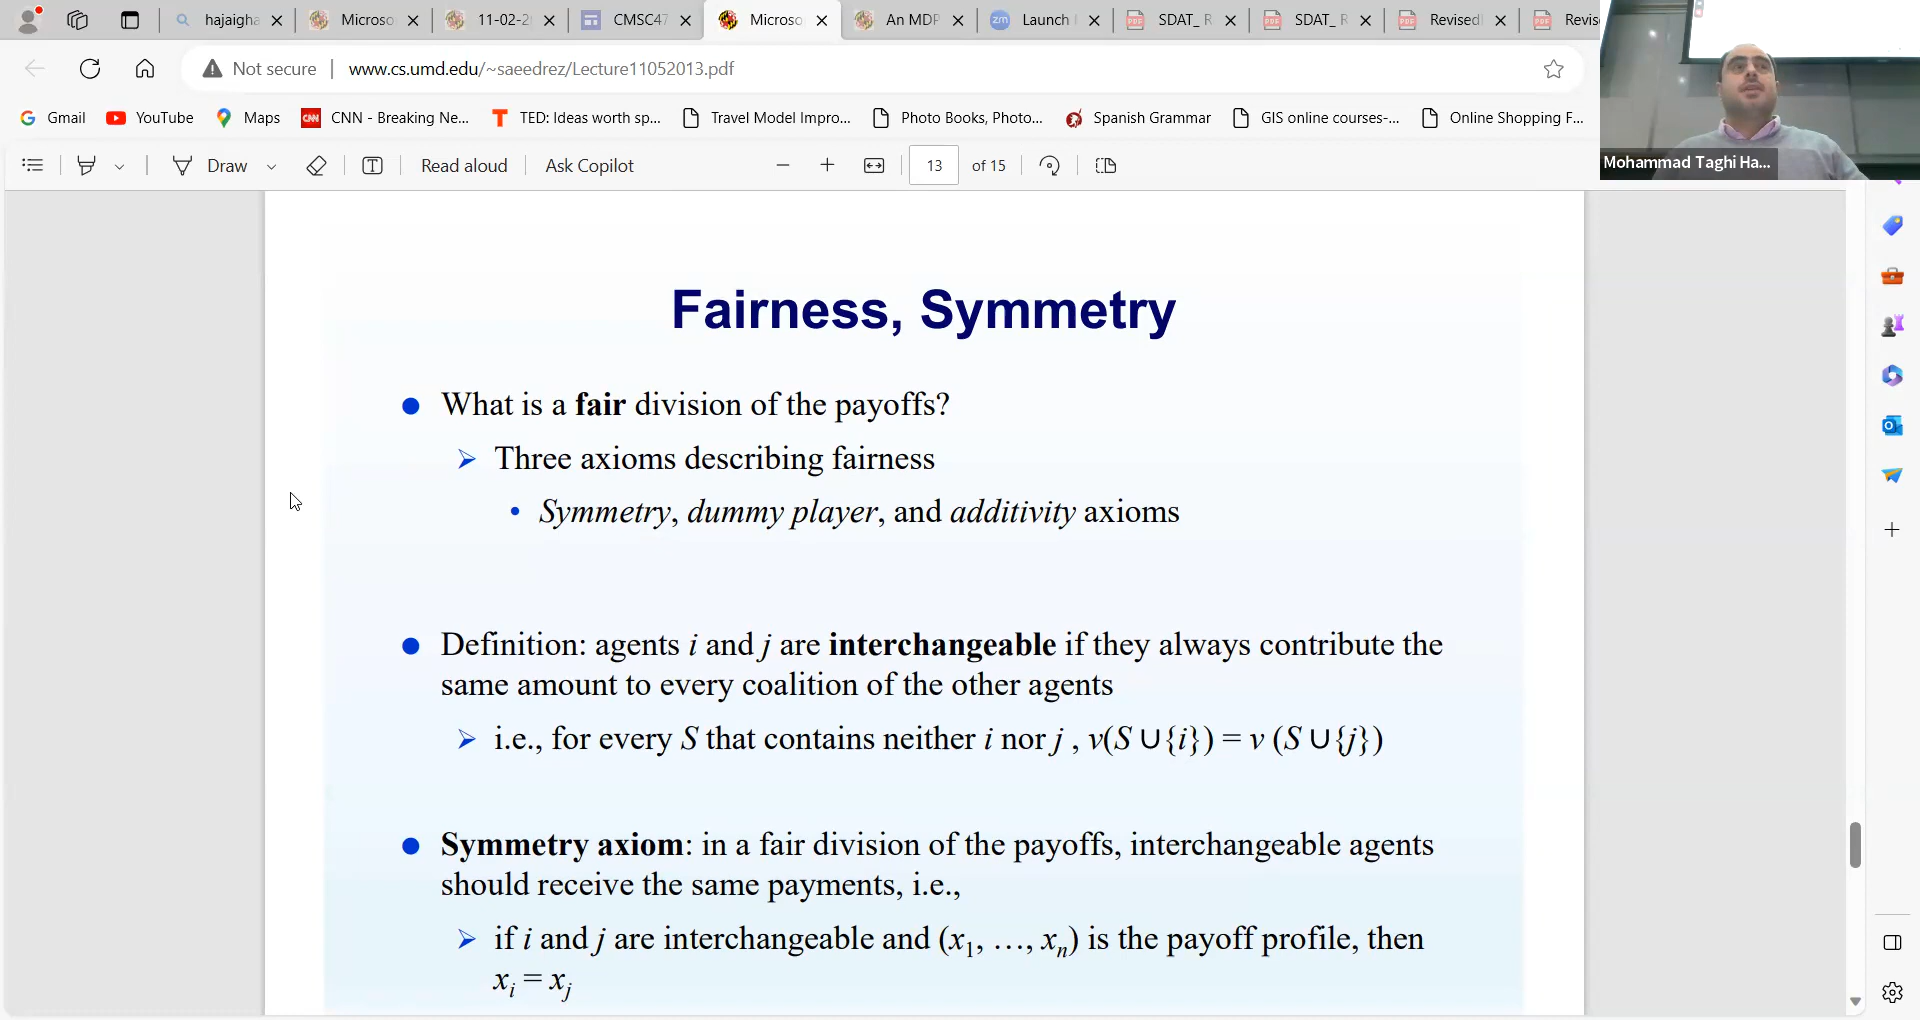 hajaigha
Microso
11-02-2
CMSC47
Microso
An MDP
zm
Launch
SDAT_ R
SDAT_ R
Revised
Revis
Not secure
www.cs.umd.edu/~saeedrez/Lecture11052013.pdf
Gmail
YouTube
Maps
CNN
CNN - Breaking Ne...
TED: Ideas worth sp...
Travel Model Impro...
Photo Books, Photo...
Spanish Grammar
GIS online courses-...
Online Shopping F...
Draw
Read aloud
Ask Copilot
13
of 15
Mohammad Taghi Ha...
Fairness, Symmetry
What is a fair division of the payoffs?
Three axioms describing fairness
Symmetry, dummy player, and additivity axioms
Definition: agents i and j are interchangeable if they always contribute the
same amount to every coalition of the other agents
i.e., for every S that contains neither i nor j , v(S ∪{i}) = v (S ∪{j})
Symmetry axiom: in a fair division of the payoffs, interchangeable agents
should receive the same payments, i.e.,
if i and j are interchangeable and (x1, …, xn) is the payoff profile, then
xi = xj